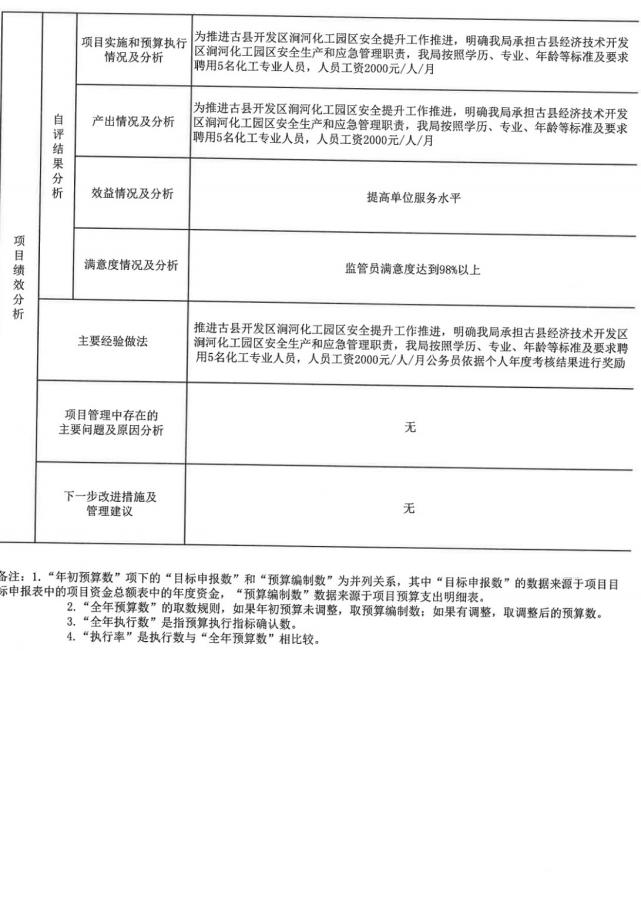 项目绩效分析
自评结果分析
项目实施和预算执行
情况及分析
为推进古县开发区涧河化工园区安全提升工作推进，明确我局承担古县经济技术开发
区涧河化工园区安全生产和应急管理职责，我局按照学历、专业、年龄等标准及要求
聘用5名化工专业人员，人员工资2000元/人/月
产出情况及分析
为推进古县开发区涧河化工园区安全提升工作推进，明确我局承担古县经济技术开发
区涧河化工园区安全生产和应急管理职责，我局按照学历、专业、年龄等标准及要求
聘用5名化工专业人员，人员工资2000元/人/月
效益情况及分析
提高单位服务水平
满意度情况及分析
监管员满意度达到98%以上
主要经验做法
推进古县开发区涧河化工园区安全提升工作推进，明确我局承担古县经济技术开发区
涧河化工园区安全生产和应急管理职责，我局按照学历、专业、年龄等标准及要求聘
用5名化工专业人员，人员工资2000元/人/月公务员依据个人年度考核结果进行奖励
项目管理中存在的
主要问题及原因分析
无
下一步改进措施及
管理建议
无
备注：1.“年初预算数”项下的“目标申报数”和“预算编制数”为并列关系，其中“目标申报数”的数据来源于项目目
标申报表中的项目资金总额表中的年度资金，“预算编制数”数据来源于项目预算支出明细表。
2.“全年预算数”的取数规则，如果年初预算未调整，取预算编制数；如果有调整，取调整后的预算数。
3.“全年执行数”是指预算执行指标确认数。
4.“执行率”是执行数与“全年预算数”相比较。